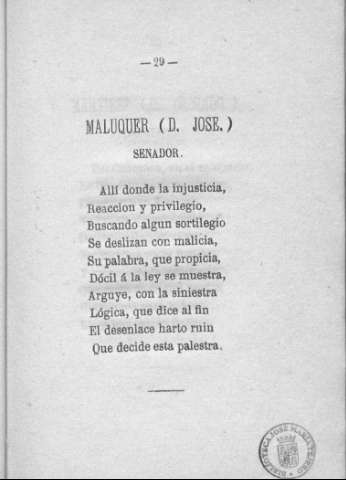 — 29 —
MALUQUER (D. JOSE.)
SENADOR.
Allí donde la injusticia,
Reaccion y privilegio,
Buscando algun sortilegio
Se deslizan con malicia,
Su palabra, que propicia,
Dócil á la ley se muestra,
Arguye, con la siniestra
Lógica, que dice al fin
El desenlace harto ruin
Que decide esta palestra.